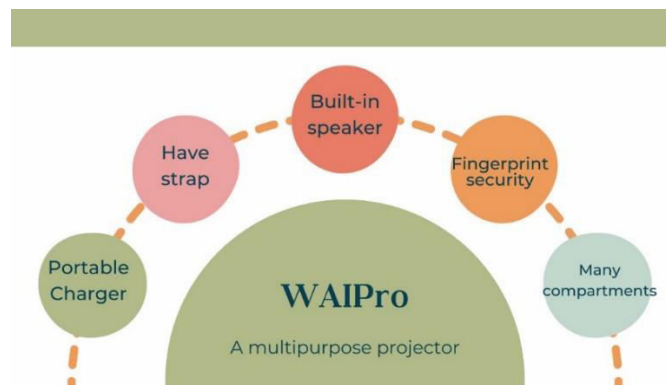 Built-in
speaker
Have
strap
Fingerprint
security
Portable
Charger
Many
compartments
WAIPro
A multipurpose projector